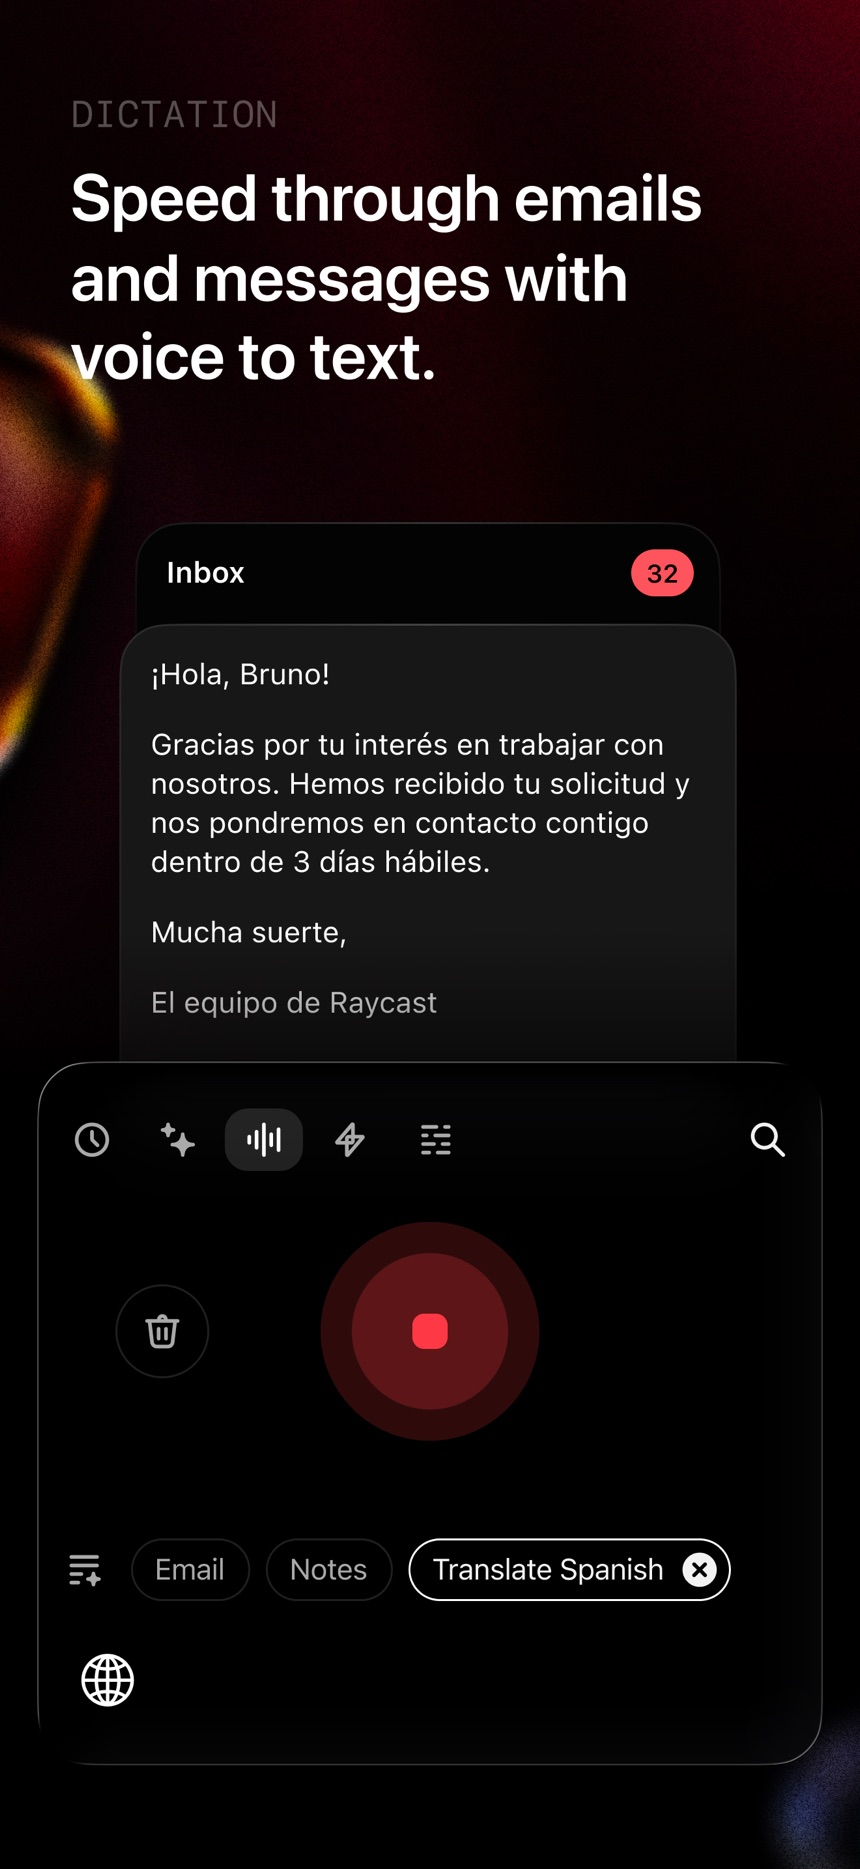 DICTATION
Speed through emails
and messages with
voice to text.
Inbox
32
¡Hola, Bruno!
Gracias por tu interés en trabajar con
nosotros. Hemos recibido tu solicitud y
nos pondremos en contacto contigo
dentro de 3 días hábiles.
Mucha suerte,
El equipo de Raycast
Email
Notes
Translate Spanish